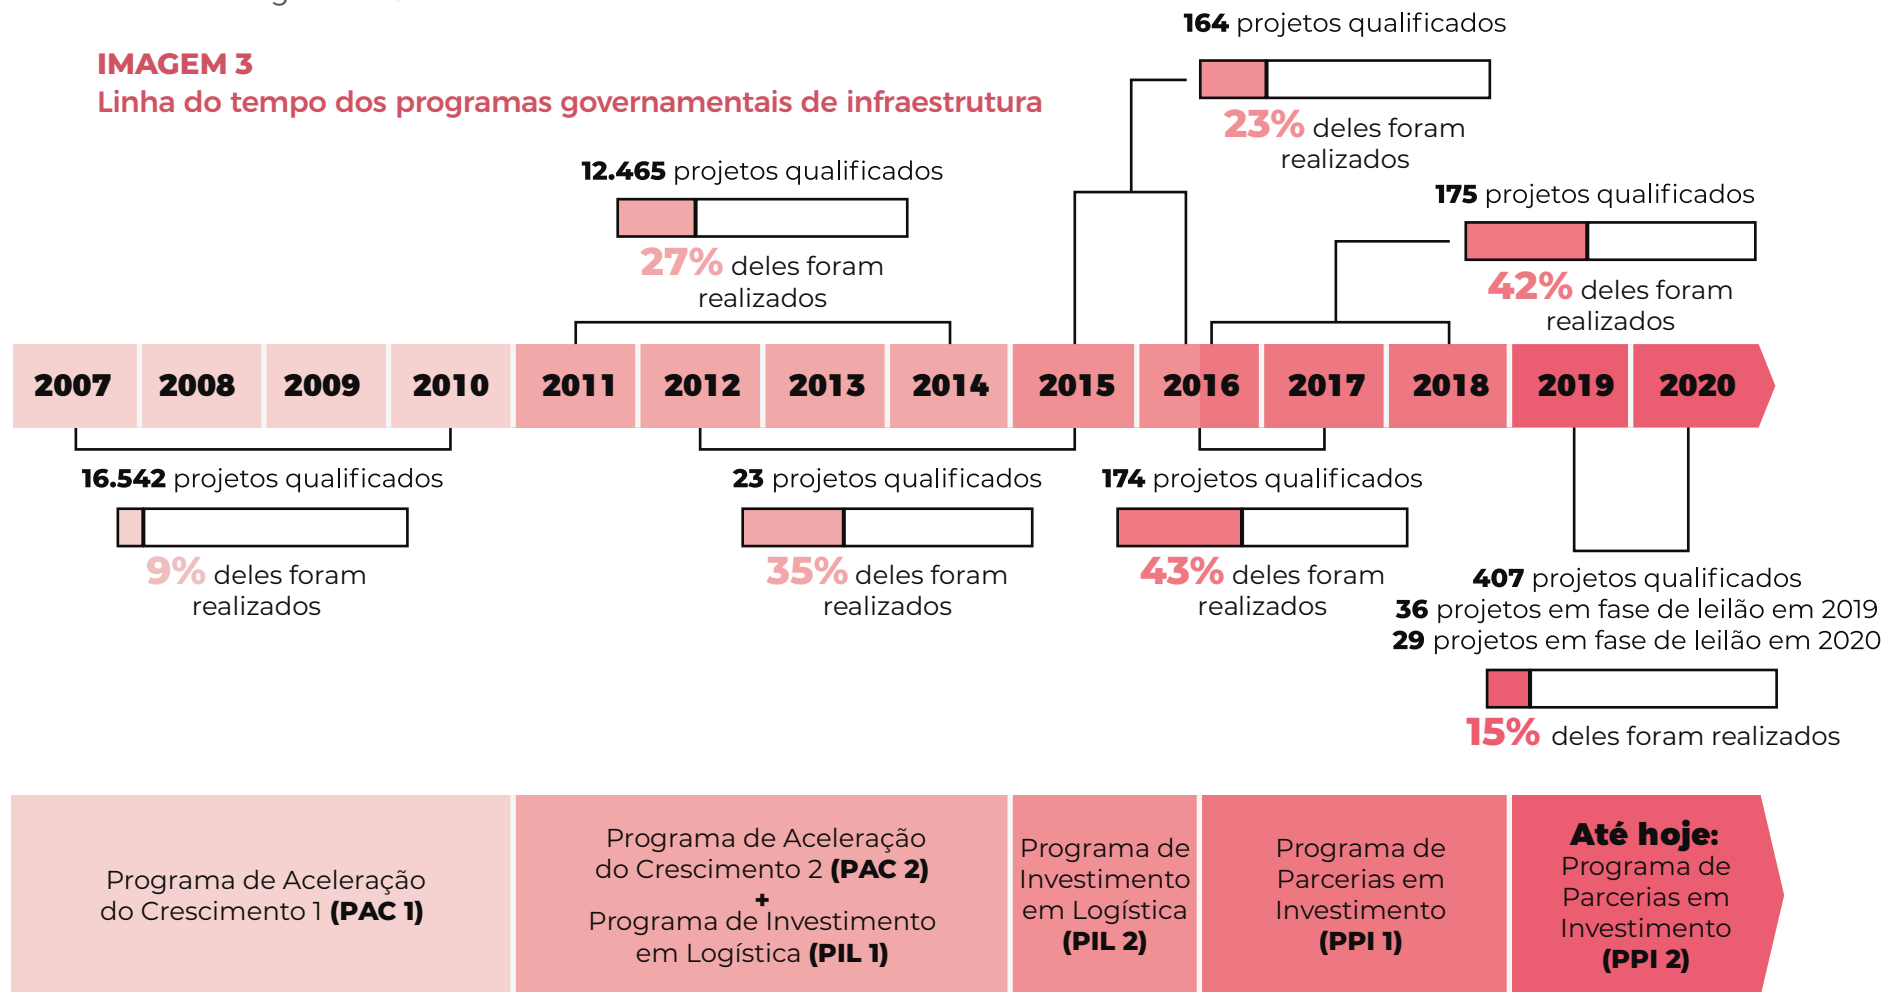 IMAGEM 3
Linha do tempo dos programas governamentais de infraestrutura
164 projetos qualificados
23% deles foram
realizados
12.465 projetos qualificados
27% deles foram
realizados
175 projetos qualificados
42% deles foram
realizados
2007 2008 2009 2010 2011 2012 2013 2014 2015 2016 2017 2018 2019 2020
16.542 projetos qualificados
9% deles foram
realizados
23 projetos qualificados
35% deles foram
realizados
174 projetos qualificados
43% deles foram
realizados
407 projetos qualificados
36 projetos em fase de leilão em 2019
29 projetos em fase de leilão em 2020
15% deles foram realizados
Programa de Aceleração
do Crescimento 1 (PAC 1)
Programa de Aceleração
do Crescimento 2 (PAC 2)
+
Programa de Investimento
em Logística (PIL 1)
Programa de
Investimento
em Logística
(PIL 2)
Programa de
Parcerias em
Investimento
(PPI 1)
Até hoje:
Programa de
Parcerias em
Investimento
(PPI 2)